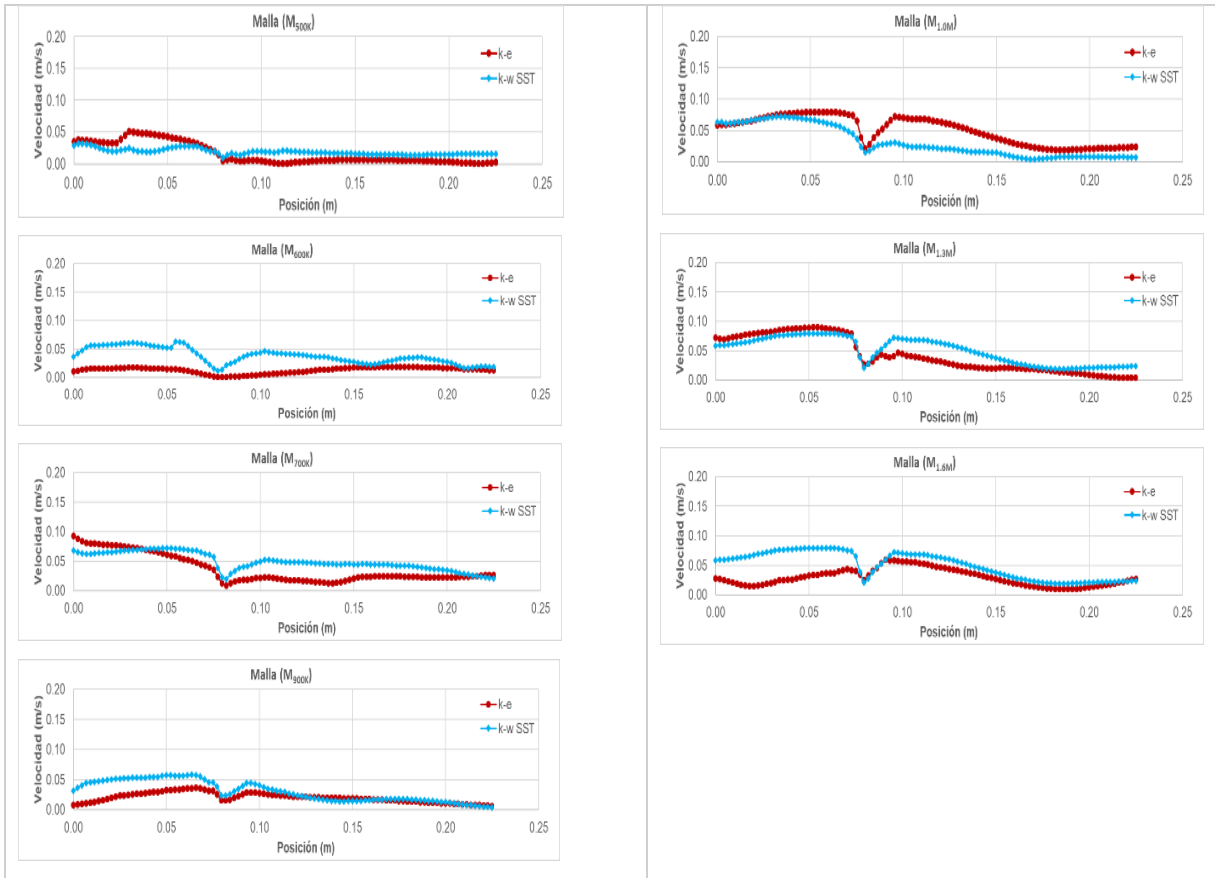 Malla (M500K)
Velocidad (m/s)
0.20
0.15
0.10
0.05
0.00
k-e
k-w SST
0.00 0.05 0.10 0.15 0.20 0.25
Posición (m)
Malla (M600K)
Velocidad (m/s)
0.20
0.15
0.10
0.05
0.00
k-e
k-w SST
0.00 0.05 0.10 0.15 0.20 0.25
Posición (m)
Malla (M700K)
Velocidad (m/s)
0.20
0.15
0.10
0.05
0.00
k-e
k-w SST
0.00 0.05 0.10 0.15 0.20 0.25
Posición (m)
Malla (M900K)
Velocidad (m/s)
0.20
0.15
0.10
0.05
0.00
k-e
k-w SST
0.00 0.05 0.10 0.15 0.20 0.25
Posición (m)
Malla (M1.0M)
Velocidad (m/s)
0.20
0.15
0.10
0.05
0.00
k-e
k-w SST
0.00 0.05 0.10 0.15 0.20 0.25
Posición (m)
Malla (M1.3M)
Velocidad (m/s)
0.20
0.15
0.10
0.05
0.00
k-e
k-w SST
0.00 0.05 0.10 0.15 0.20 0.25
Posición (m)
Malla (M1.6M)
Velocidad (m/s)
0.20
0.15
0.10
0.05
0.00
k-e
k-w SST
0.00 0.05 0.10 0.15 0.20 0.25
Posición (m)